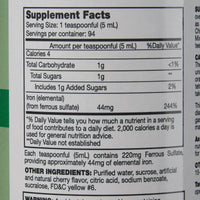 Supplement Facts
Serving size: 1 teaspoonful (5 mL)
Servings per container: 94
Amount per teaspoonful (5 mL) %Daily Value*
Calories 4
Total Carbohydrate 1g <1%
Total Sugars 1g **
Includes 1g Added Sugars 2%
Iron (elemental)
(from ferrous sulfate) 44mg 244%
*% Daily Value tells you how much a nutrient in a serving
of food contributes to a daily diet. 2,000 calories a day is
used for general nutrition advice.
**Daily Value not established
Each teaspoonful (5mL) contains 220mg Ferrous Sulfate,
providing approximately 44mg of elemental iron.
OTHER INGREDIENTS: Purified water, sucrose, artificial
and natural cherry flavor, citric acid, sodium benzoate,
sucralose, FD&C yellow #6.